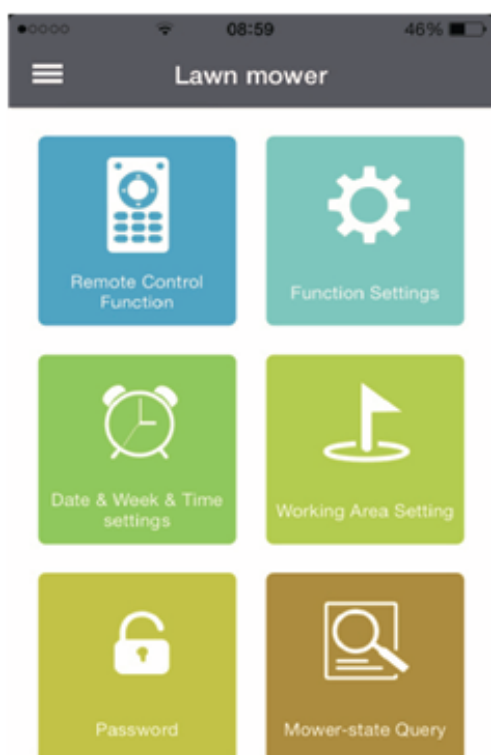 08:59
46%
Lawn mower
Remote Control
Function
Function Settings
Date & Week & Time
settings
Working Area Setting
Password
Mower-state Query